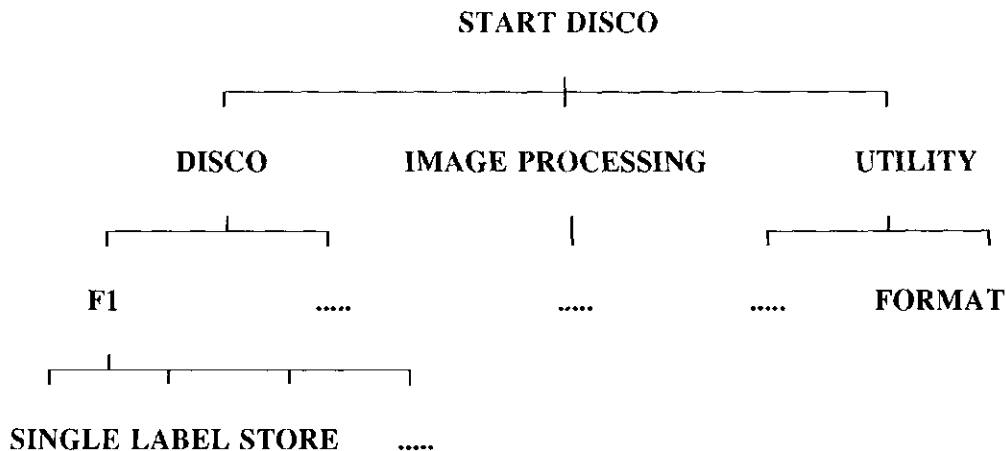 START DISCO
DISCO IMAGE PROCESSING UTILITY
F1 ..... ..... ..... FORMAT
SINGLE LABEL STORE .....